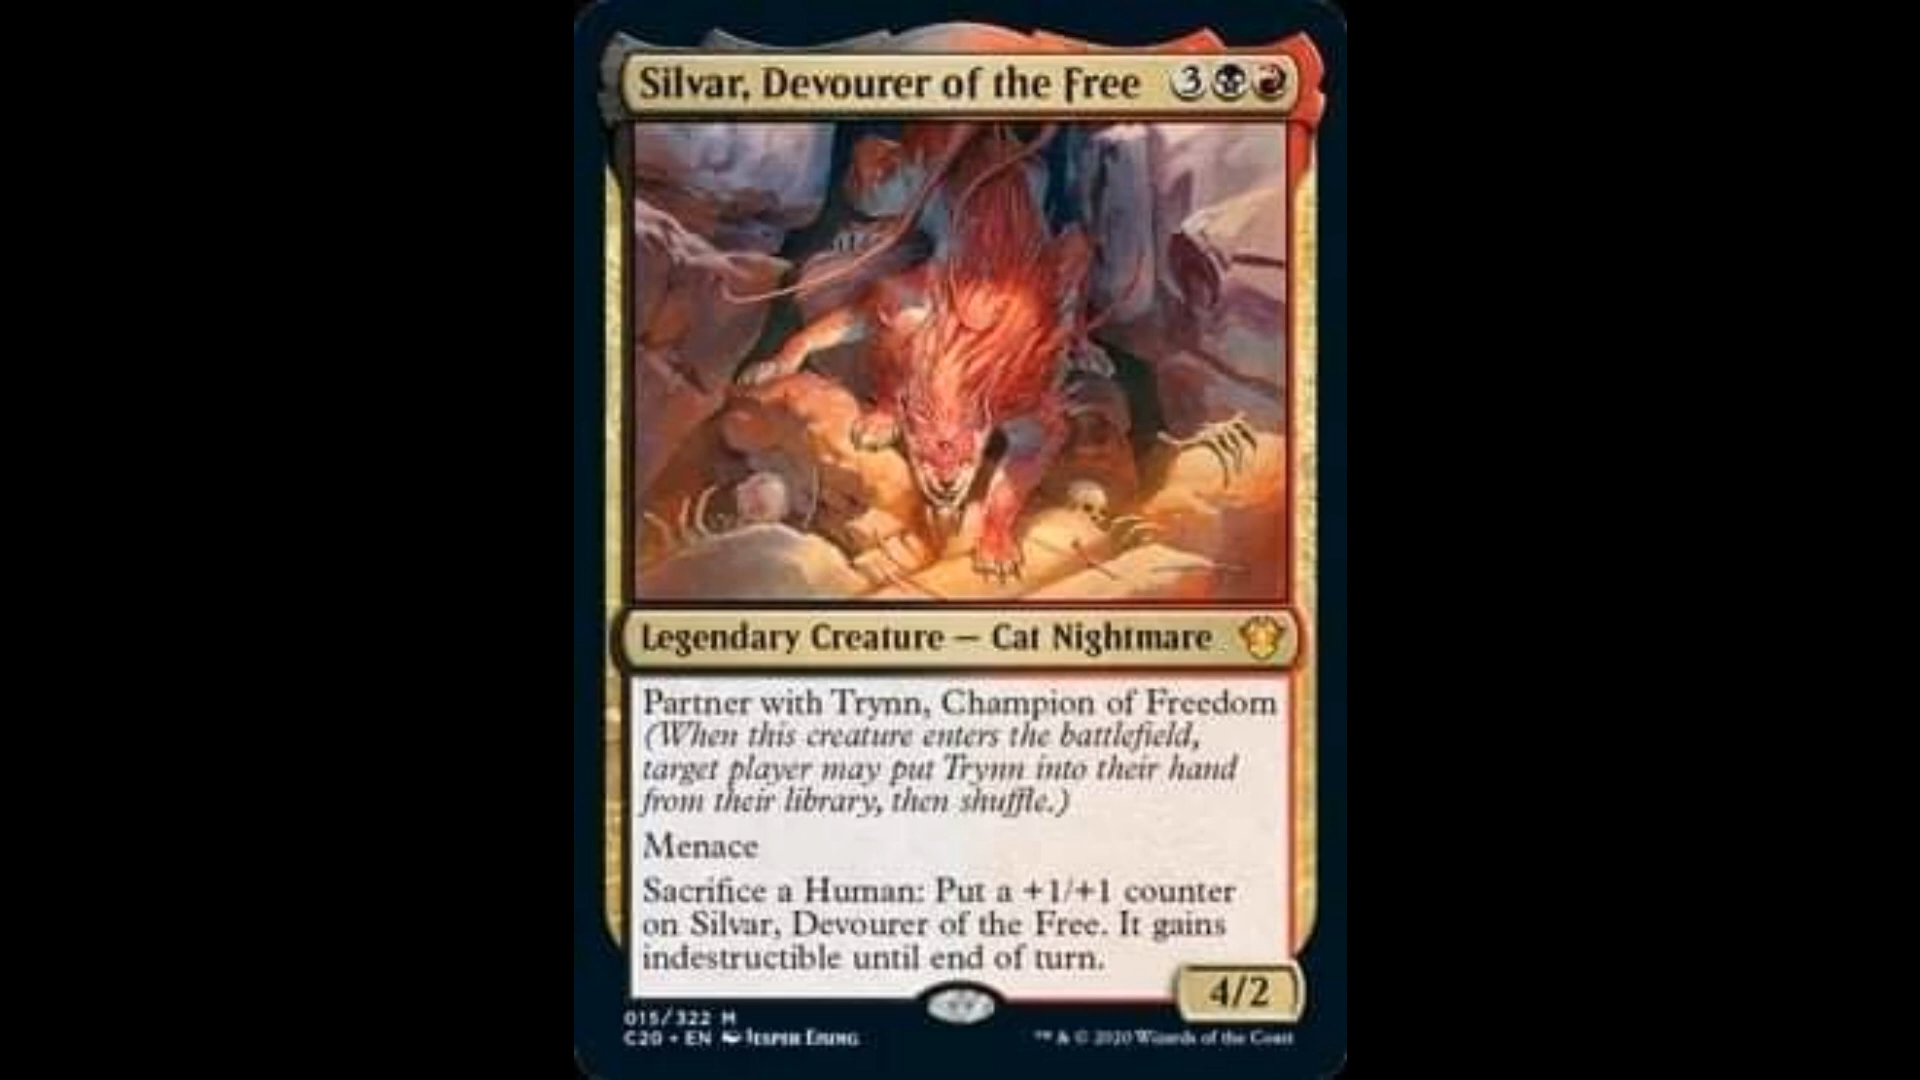 Silvar, Devourer of the Free 3
Legendary Creature — Cat Nightmare
Partner with Trynn, Champion of Freedom
(When this creature enters the battlefield,
target player may put Trynn into their hand
from their library, then shuffle.)
Menace
Sacrifice a Human: Put a +1/+1 counter
on Silvar, Devourer of the Free. It gains
indestructible until end of turn.
4/2
015/322 M
C20 • EN Jesper Ejsing
™ & © 2020 Wizards of the Coast